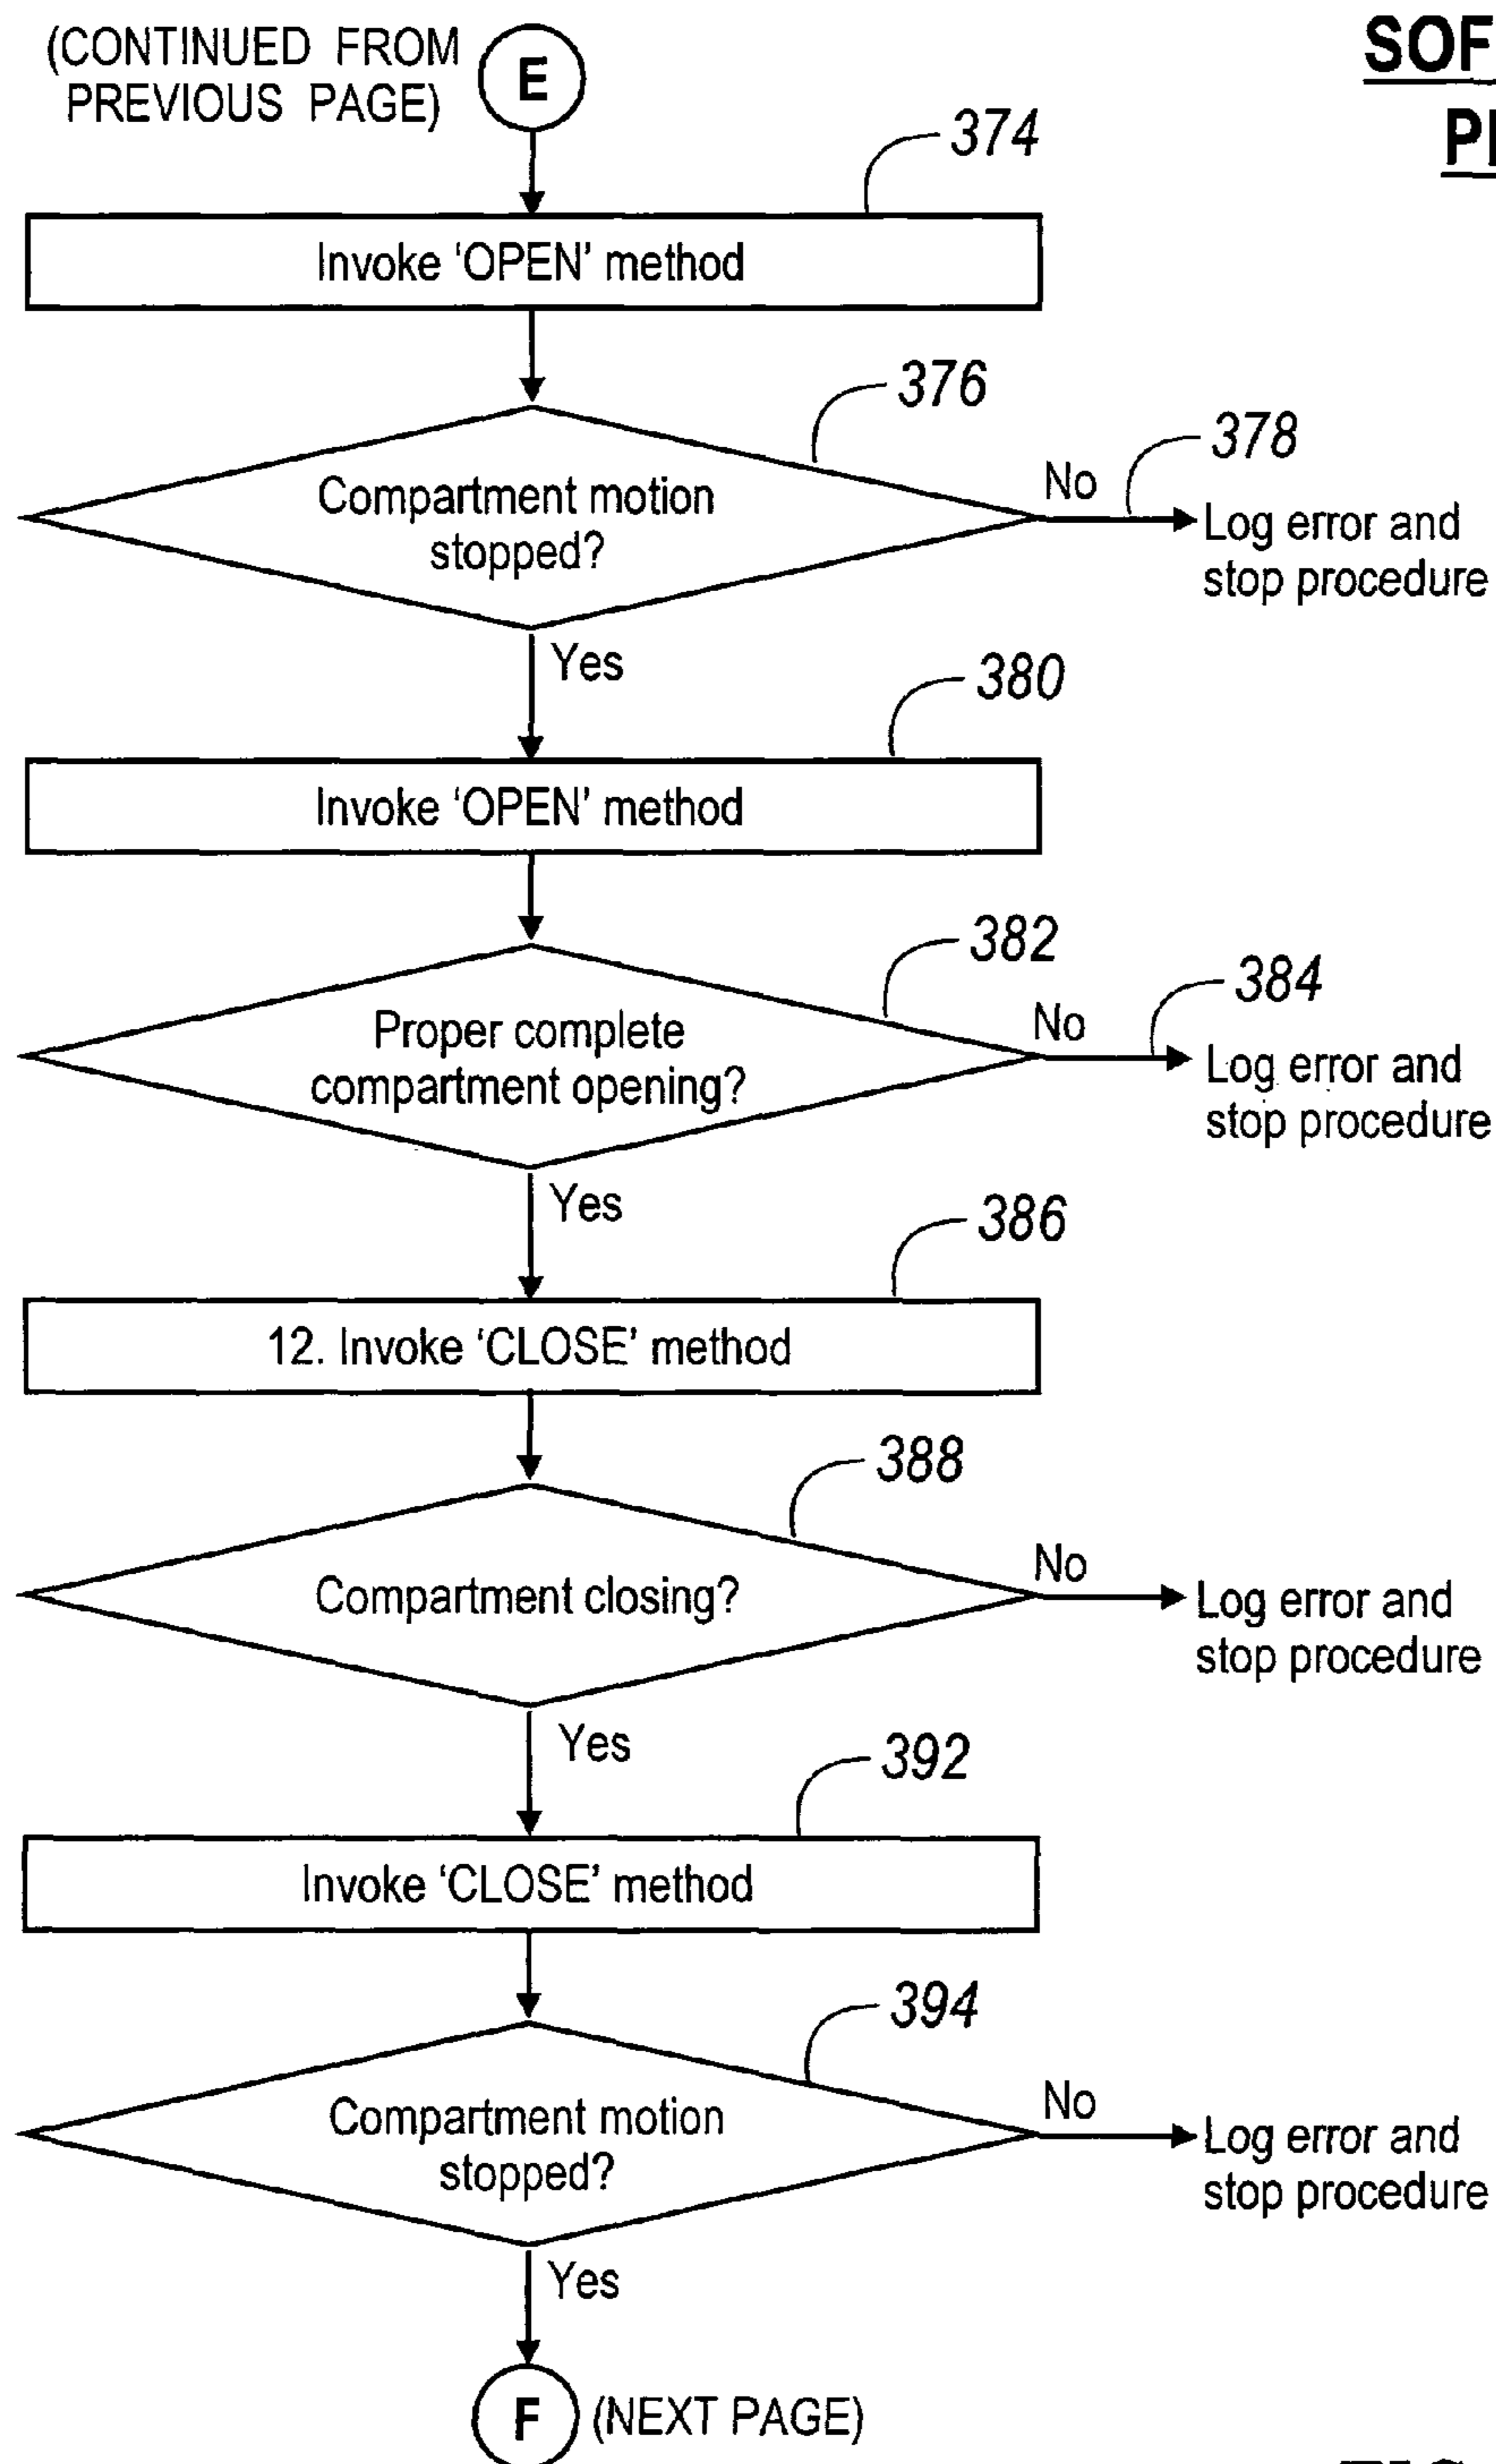 (CONTINUED FROM
PREVIOUS PAGE)
E
374
Invoke ‘OPEN’ method
376
Compartment motion
stopped?
No
378
Log error and
stop procedure
Yes
380
Invoke ‘OPEN’ method
382
Proper complete
compartment opening?
No
384
Log error and
stop procedure
Yes
386
12. Invoke ‘CLOSE’ method
388
Compartment closing?
No
Log error and
stop procedure
Yes
392
Invoke ‘CLOSE’ method
394
Compartment motion
stopped?
No
Log error and
stop procedure
Yes
F
(NEXT PAGE)